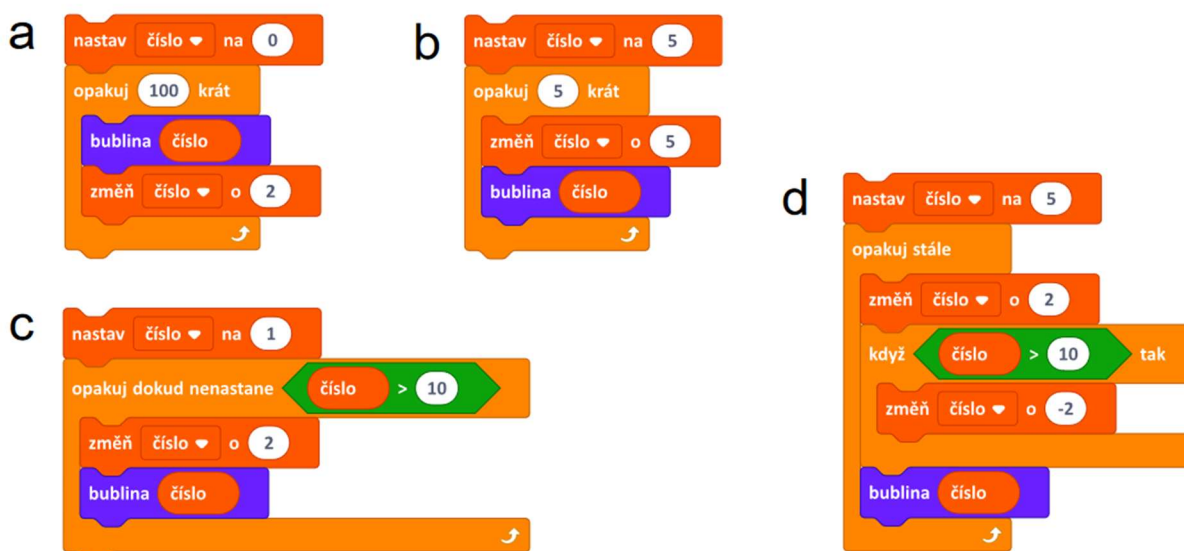 a
nastav číslo na 0
opakuj 100 krát
bublina číslo
změň číslo o 2
b
nastav číslo na 5
opakuj 5 krát
změň číslo o 5
bublina číslo
c
nastav číslo na 1
opakuj dokud nenastane číslo > 10
změň číslo o 2
bublina číslo
d
nastav číslo na 5
opakuj stále
změň číslo o 2
když číslo > 10 tak
změň číslo o -2
bublina číslo